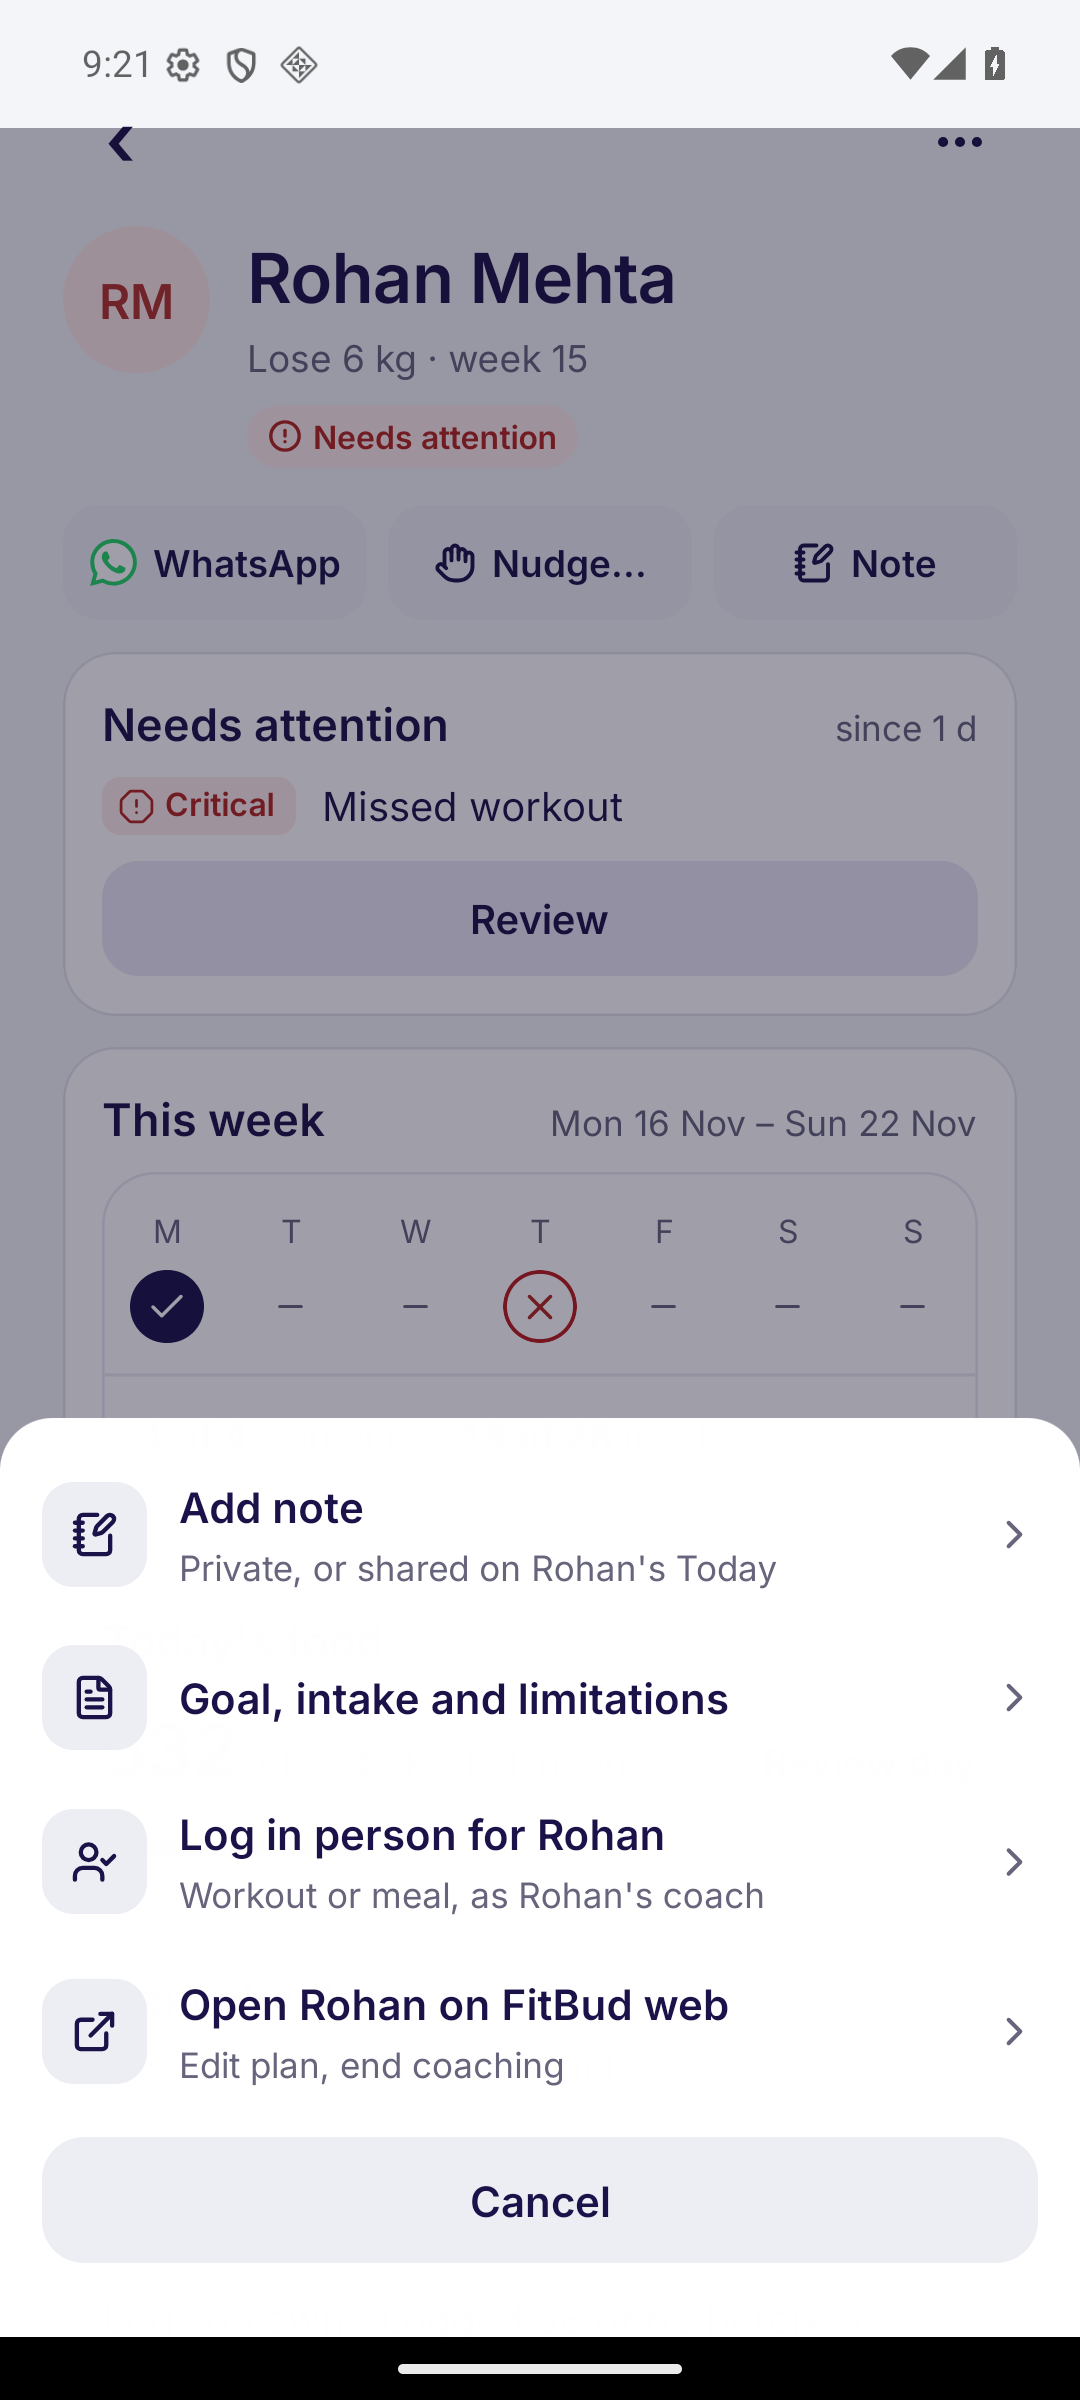 9:21
RM
Rohan Mehta
Lose 6 kg · week 15
Needs attention
WhatsApp
Nudge...
Note
Needs attention
since 1 d
Critical
Missed workout
Review
This week
Mon 16 Nov – Sun 22 Nov
M T W T F S S
Add note
Private, or shared on Rohan's Today
Goal, intake and limitations
Log in person for Rohan
Workout or meal, as Rohan's coach
Open Rohan on FitBud web
Edit plan, end coaching
Cancel